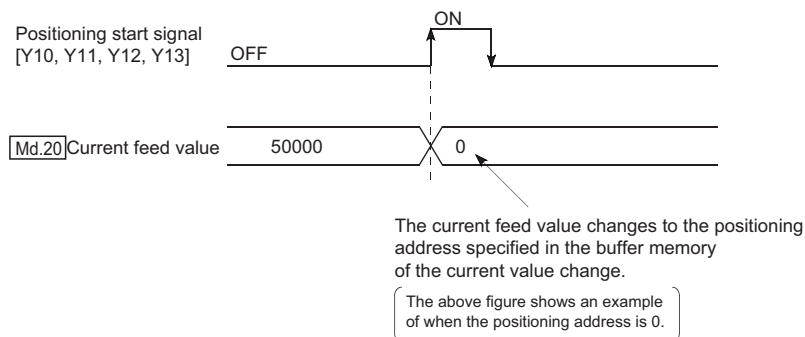 ON
Positioning start signal
[Y10, Y11, Y12, Y13]
OFF
Md.20 Current feed value
50000
0
The current feed value changes to the positioning
address specified in the buffer memory
of the current value change.
The above figure shows an example
of when the positioning address is 0.